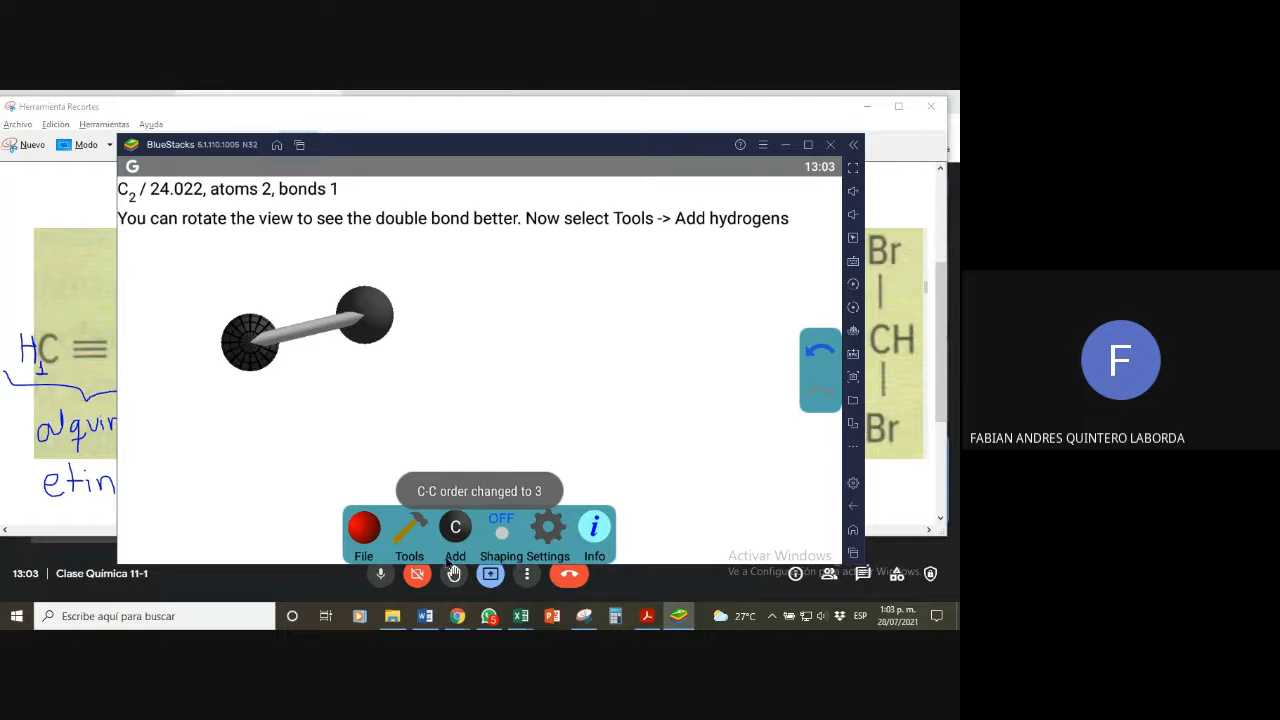 Herramienta Recortes
Archivo Edición Herramientas Ayuda
Nuevo Modo
BlueStacks 5.1.110.1005 N32
G 13:03
C2 / 24.022, atoms 2, bonds 1
You can rotate the view to see the double bond better. Now select Tools -> Add hydrogens
HC ≡
1
alquin
etin
Br
|
CH
|
Br
C-C order changed to 3
C OFF i
File Tools Add Shaping Settings Info
Activar Windows
Ve a Configuración para activar Windows.
13:03 Clase Química 11-1
F
FABIAN ANDRES QUINTERO LABORDA
Escribe aquí para buscar
5
27°C ESP 1:03 p. m.
28/07/2021